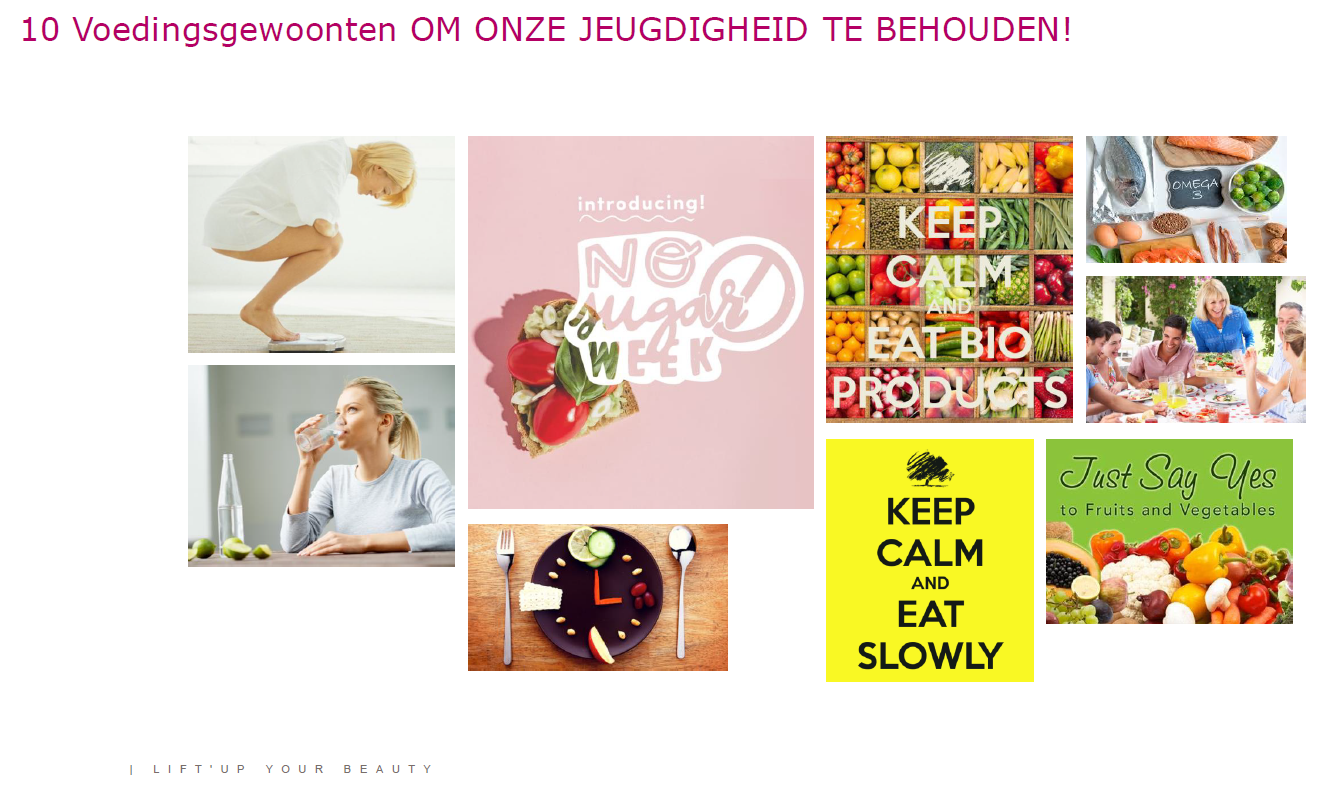 10 Voedingsgewoonten OM ONZE JEUGDIGHEID TE BEHOUDEN!
introducing!
NO
sugar
WEEK
KEEP
CALM
AND
EAT BIO
PRODUCTS
OMEGA
3
KEEP
CALM
AND
EAT
SLOWLY
Just Say Yes
to Fruits and Vegetables
| LIFT'UP YOUR BEAUTY